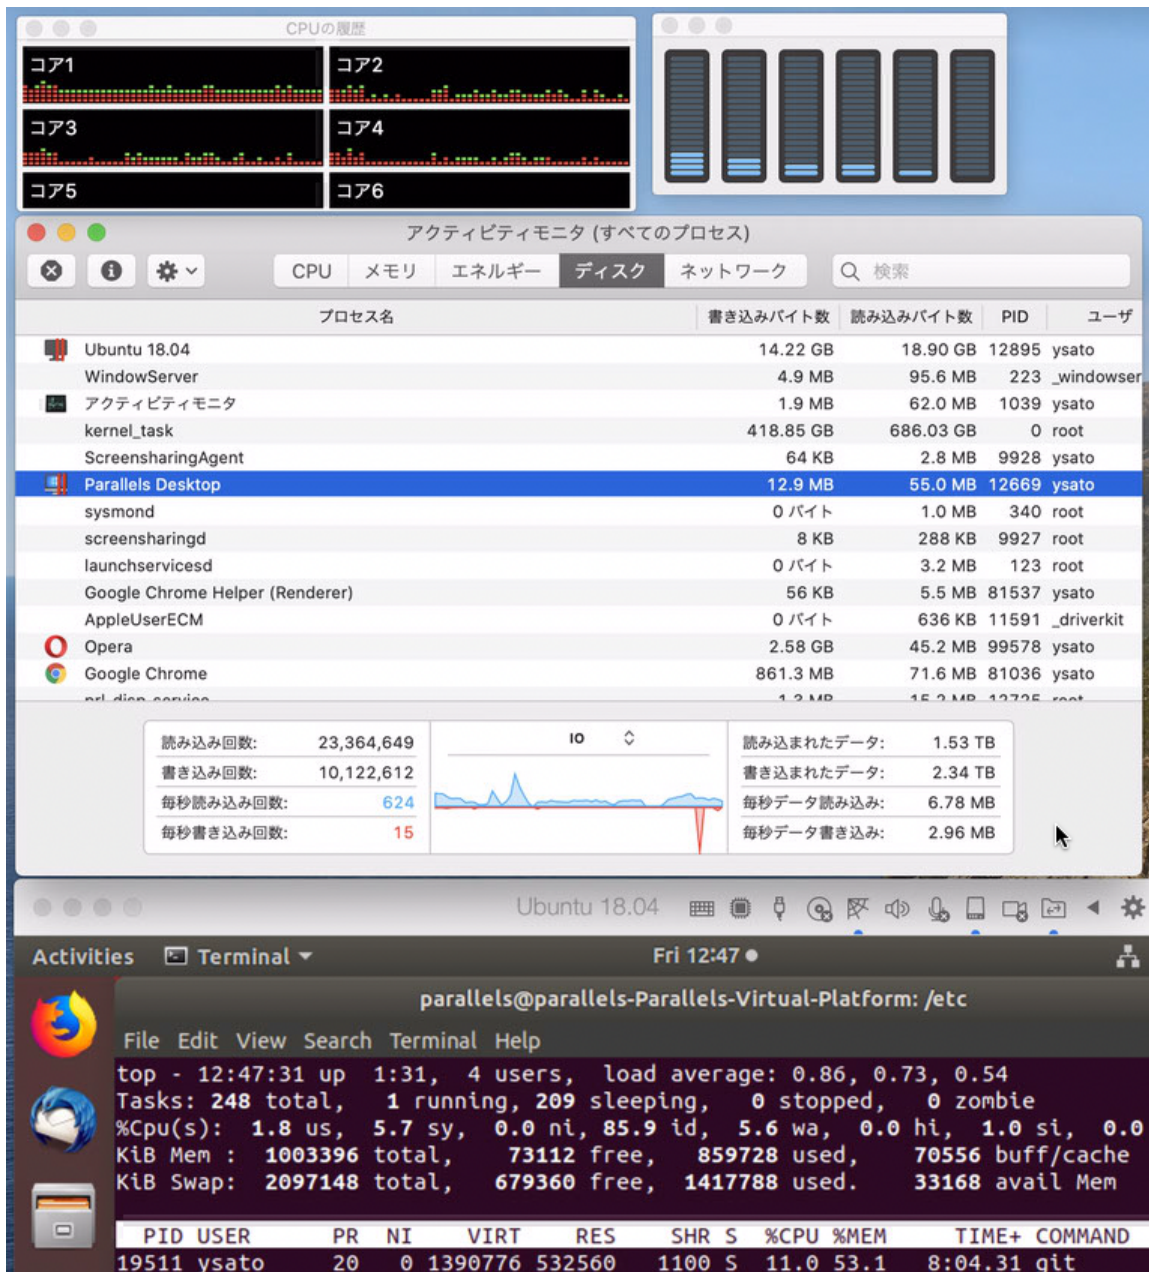 CPUの履歴
コア1 コア2
コア3 コア4
コア5 コア6
アクティビティモニタ (すべてのプロセス)
CPU メモリ エネルギー ディスク ネットワーク 検索
プロセス名 書き込みバイト数 読み込みバイト数 PID ユーザ
Ubuntu 18.04 14.22 GB 18.90 GB 12895 ysato
WindowServer 4.9 MB 95.6 MB 223 _windowser
アクティビティモニタ 1.9 MB 62.0 MB 1039 ysato
kernel_task 418.85 GB 686.03 GB 0 root
ScreensharingAgent 64 KB 2.8 MB 9928 ysato
Parallels Desktop 12.9 MB 55.0 MB 12669 ysato
sysmond 0 バイト 1.0 MB 340 root
screensharingd 8 KB 288 KB 9927 root
launchservicesd 0 バイト 3.2 MB 123 root
Google Chrome Helper (Renderer) 56 KB 5.5 MB 81537 ysato
AppleUserECM 0 バイト 636 KB 11591 _driverkit
Opera 2.58 GB 45.2 MB 99578 ysato
Google Chrome 861.3 MB 71.6 MB 81036 ysato
prl_disp_service 1.3 MB 15.2 MB 12725 root
読み込み回数: 23,364,649 IO 読み込まれたデータ: 1.53 TB
書き込み回数: 10,122,612 書き込まれたデータ: 2.34 TB
毎秒読み込み回数: 624 毎秒データ読み込み: 6.78 MB
毎秒書き込み回数: 15 毎秒データ書き込み: 2.96 MB
Ubuntu 18.04
Activities Terminal Fri 12:47
parallels@parallels-Parallels-Virtual-Platform: /etc
File Edit View Search Terminal Help
top - 12:47:31 up 1:31, 4 users, load average: 0.86, 0.73, 0.54
Tasks: 248 total, 1 running, 209 sleeping, 0 stopped, 0 zombie
%Cpu(s): 1.8 us, 5.7 sy, 0.0 ni, 85.9 id, 5.6 wa, 0.0 hi, 1.0 si, 0.0
KiB Mem : 1003396 total, 73112 free, 859728 used, 70556 buff/cache
KiB Swap: 2097148 total, 679360 free, 1417788 used. 33168 avail Mem
PID USER PR NI VIRT RES SHR S %CPU %MEM TIME+ COMMAND
19511 ysato 20 0 1390776 532560 1100 S 11.0 53.1 8:04.31 git